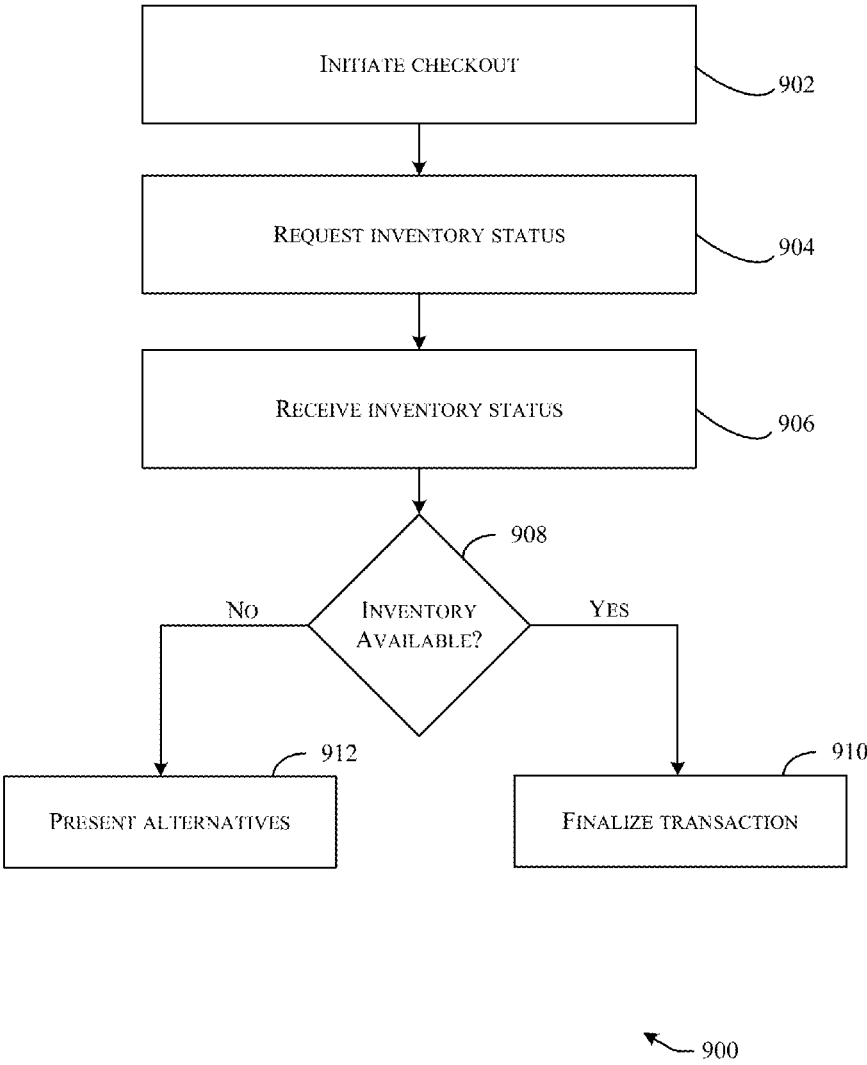 INITIATE CHECKOUT
902
REQUEST INVENTORY STATUS
904
RECEIVE INVENTORY STATUS
906
908
NO
INVENTORY
AVAILABLE?
YES
912
910
PRESENT ALTERNATIVES
FINALIZE TRANSACTION
900